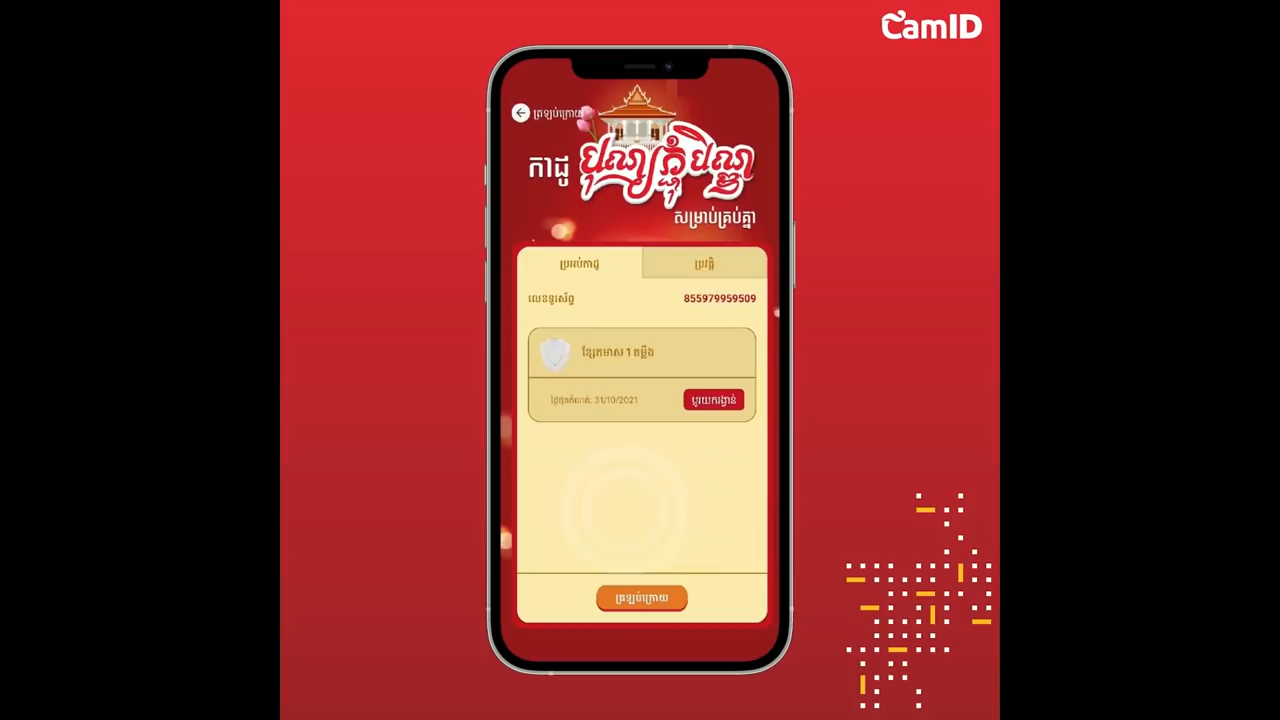 CamID
ត្រឡប់ក្រោយ
កាដូ បុណ្យភ្ជុំបិណ្ឌ
សម្រាប់គ្រប់គ្នា
ប្រអប់កាដូ ប្រវត្តិ
លេខទូរស័ព្ទ 855979959509
ខ្សែកមាស 1 តម្លឹង
ថ្ងៃផុតកំណត់: 31/10/2021 ប្តូរយករង្វាន់
ត្រឡប់ក្រោយ